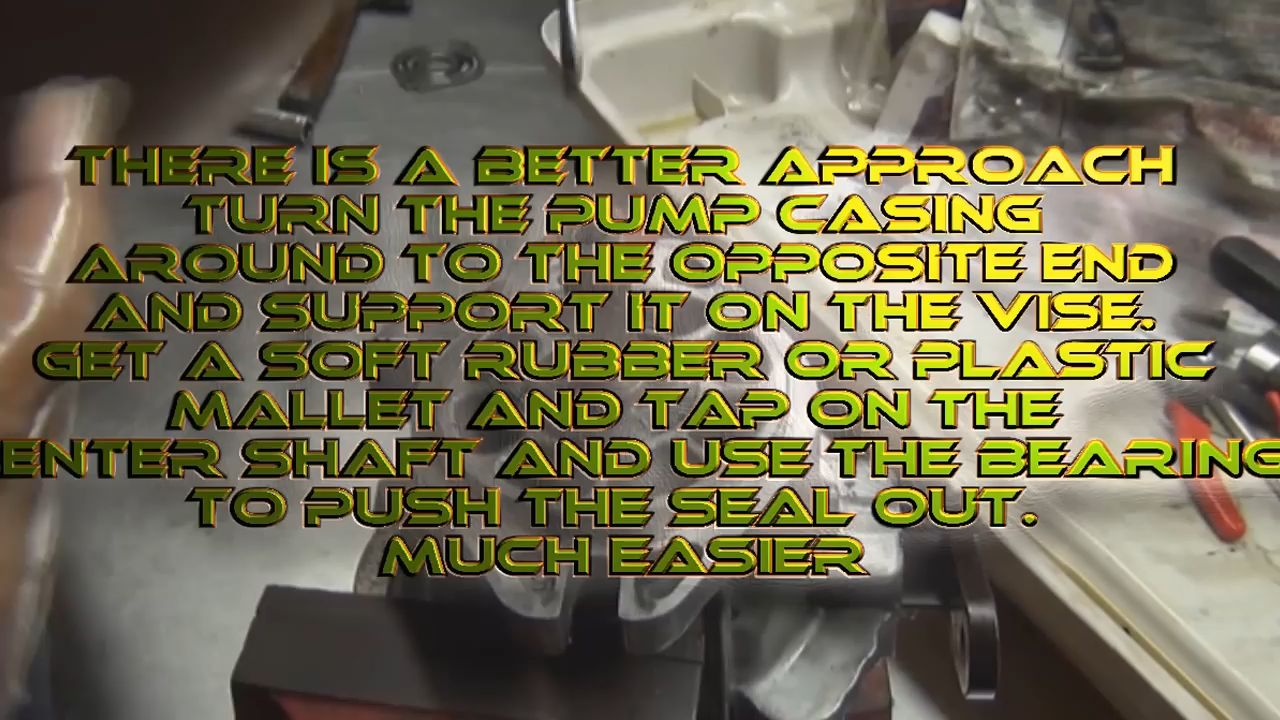 THERE IS A BETTER APPROACH
TURN THE PUMP CASING
AROUND TO THE OPPOSITE END
AND SUPPORT IT ON THE VISE.
GET A SOFT RUBBER OR PLASTIC
MALLET AND TAP ON THE
ENTER SHAFT AND USE THE BEARING
TO PUSH THE SEAL OUT.
MUCH EASIER